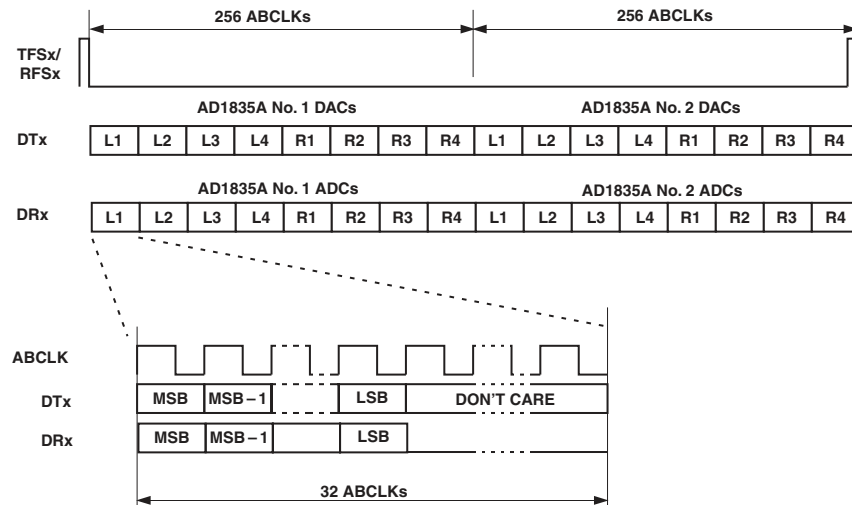 256 ABCLKs 256 ABCLKs
TFSx/
RFSx
AD1835A No. 1 DACs AD1835A No. 2 DACs
DTx L1 L2 L3 L4 R1 R2 R3 R4 L1 L2 L3 L4 R1 R2 R3 R4
AD1835A No. 1 ADCs AD1835A No. 2 ADCs
DRx L1 L2 L3 L4 R1 R2 R3 R4 L1 L2 L3 L4 R1 R2 R3 R4
ABCLK
DTx MSB MSB–1 LSB DON'T CARE
DRx MSB MSB–1 LSB
32 ABCLKs